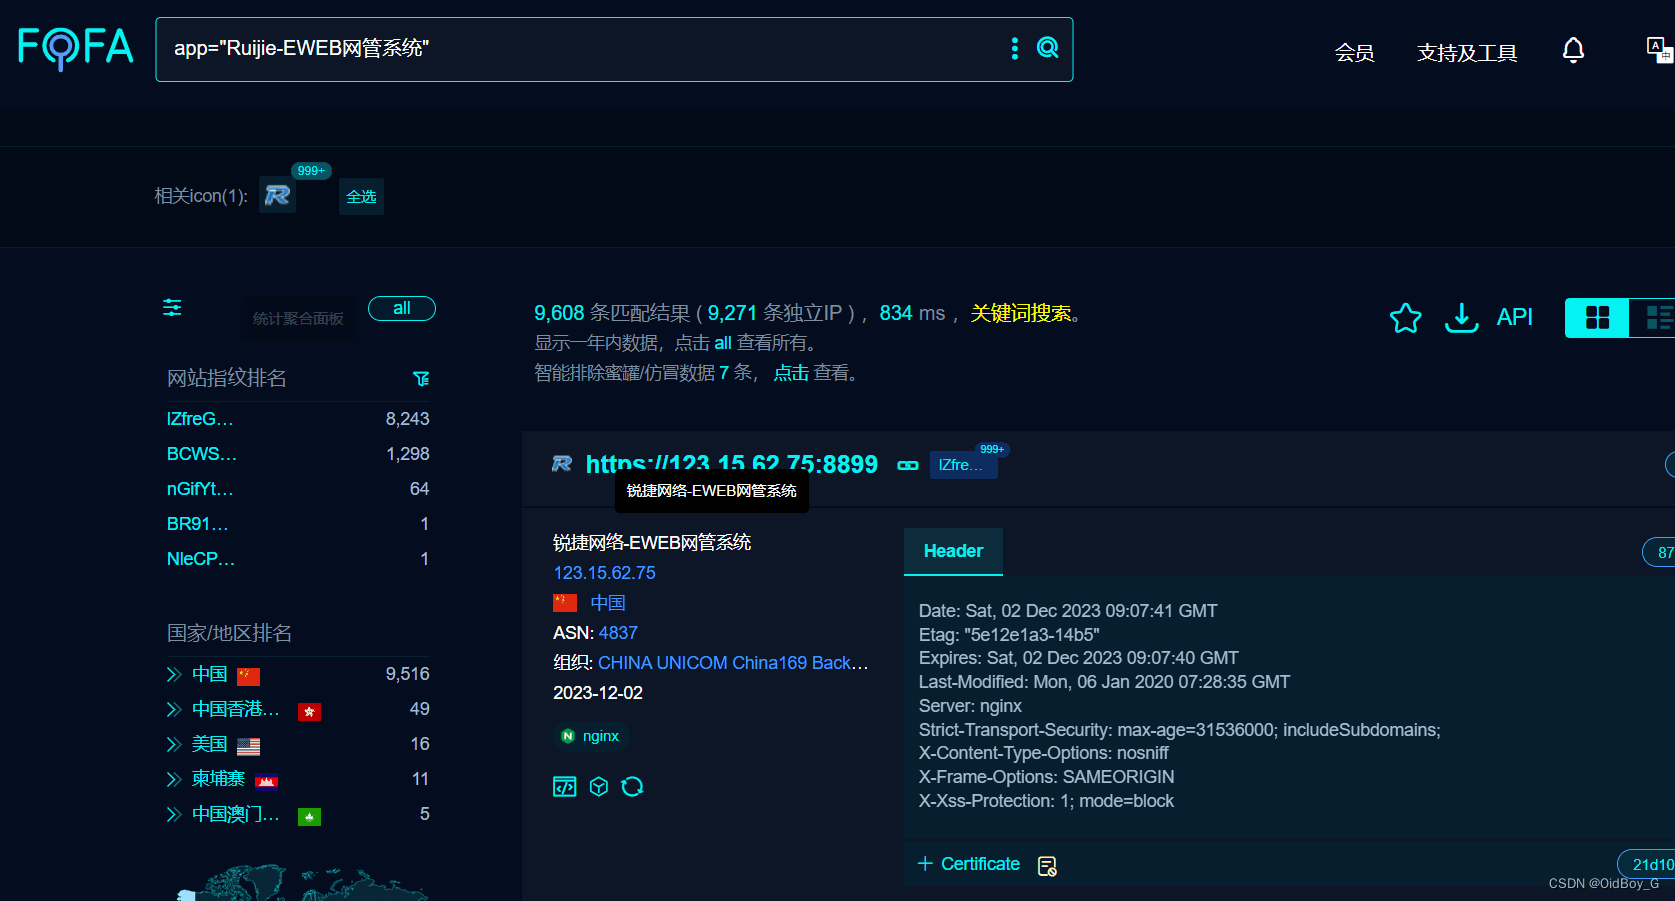 FOFA
app="Ruijie-EWEB网管系统"
会员
支持及工具
相关icon(1):
999+
全选
统计聚合面板
all
9,608 条匹配结果 ( 9,271 条独立IP ) ，834 ms ，关键词搜索。
显示一年内数据，点击 all 查看所有。
智能排除蜜罐/仿冒数据 7 条， 点击 查看。
API
网站指纹排名
IZfreG... 8,243
BCWS... 1,298
nGifYt... 64
BR91... 1
NleCP... 1
国家/地区排名
中国 9,516
中国香港... 49
美国 16
柬埔寨 11
中国澳门... 5
https://123.15.62.75:8899
IZfre...
999+
锐捷网络-EWEB网管系统
锐捷网络-EWEB网管系统
123.15.62.75
中国
ASN: 4837
组织: CHINA UNICOM China169 Back...
2023-12-02
nginx
Header
87
Date: Sat, 02 Dec 2023 09:07:41 GMT
Etag: "5e12e1a3-14b5"
Expires: Sat, 02 Dec 2023 09:07:40 GMT
Last-Modified: Mon, 06 Jan 2020 07:28:35 GMT
Server: nginx
Strict-Transport-Security: max-age=31536000; includeSubdomains;
X-Content-Type-Options: nosniff
X-Frame-Options: SAMEORIGIN
X-Xss-Protection: 1; mode=block
+ Certificate
21d10
CSDN @OidBoy_G